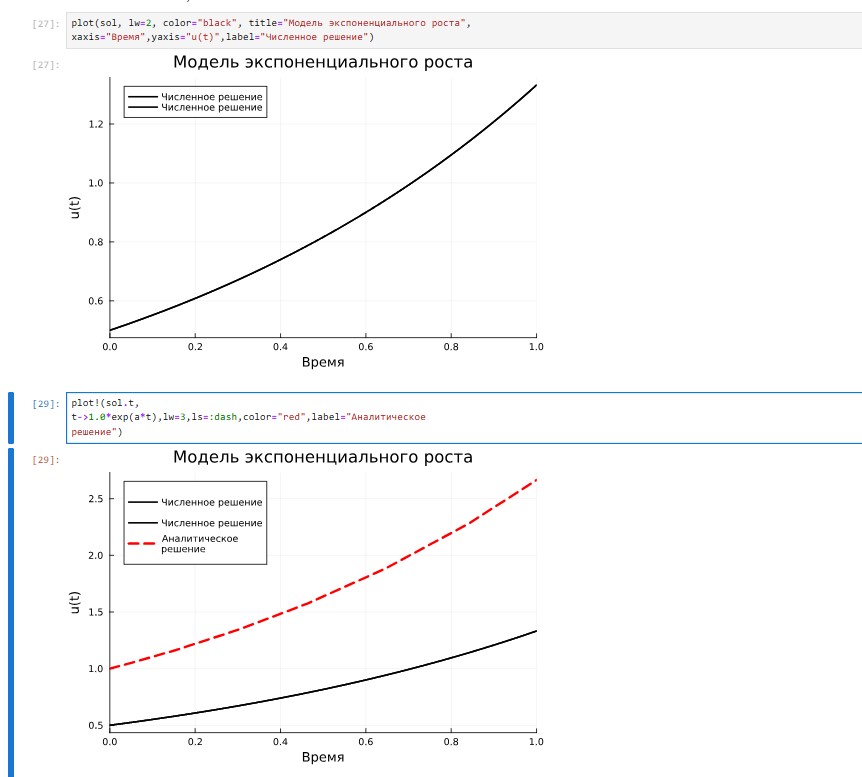 [27]: plot(sol, lw=2, color="black", title="Модель экспоненциального роста",
xaxis="Время",yaxis="u(t)",label="Численное решение")
[27]:
Модель экспоненциального роста
Численное решение
Численное решение
1.2
1.0
0.8
0.6
u(t)
0.0 0.2 0.4 0.6 0.8 1.0
Время
[29]: plot!(sol.t,
t->1.0*exp(a*t),lw=3,ls=:dash,color="red",label="Аналитическое
решение")
[29]:
Модель экспоненциального роста
Численное решение
Численное решение
Аналитическое
решение
2.5
2.0
1.5
1.0
0.5
u(t)
0.0 0.2 0.4 0.6 0.8 1.0
Время